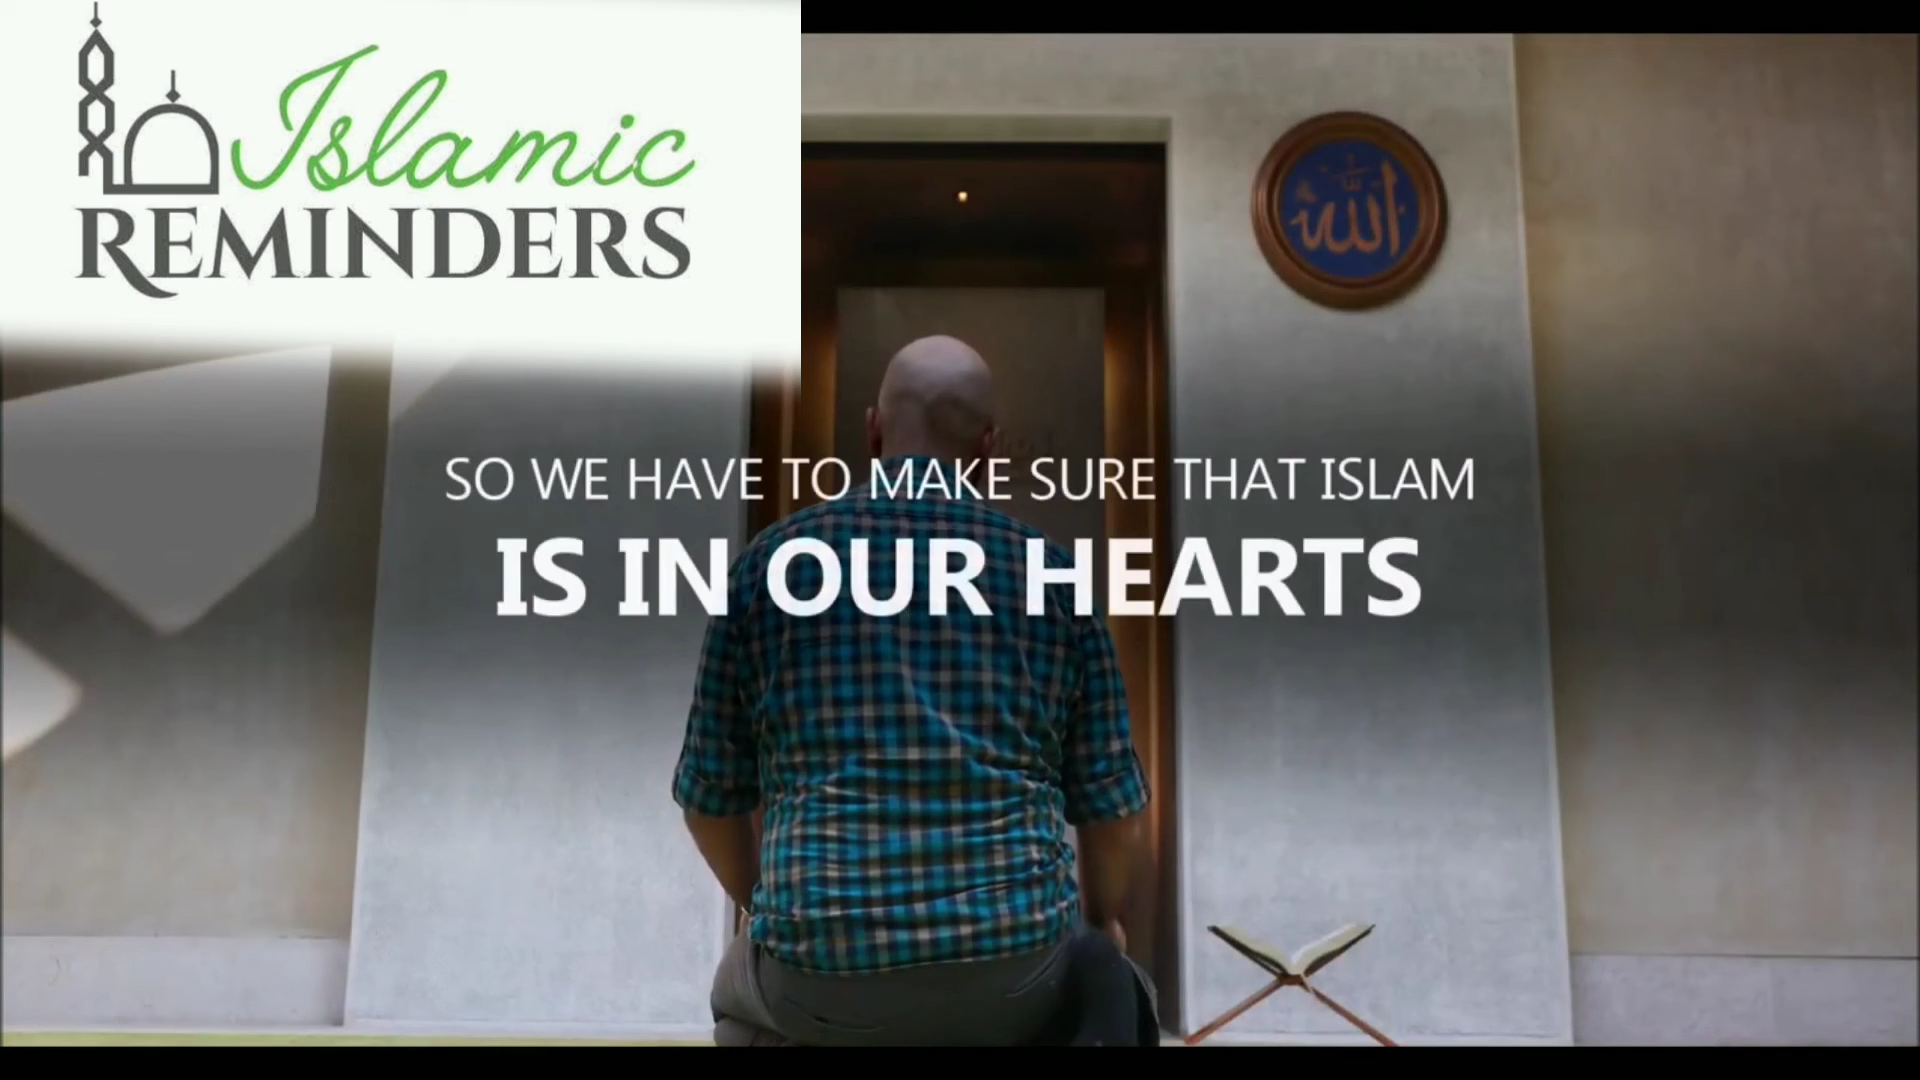 Islamic
REMINDERS
الله
SO WE HAVE TO MAKE SURE THAT ISLAM
IS IN OUR HEARTS